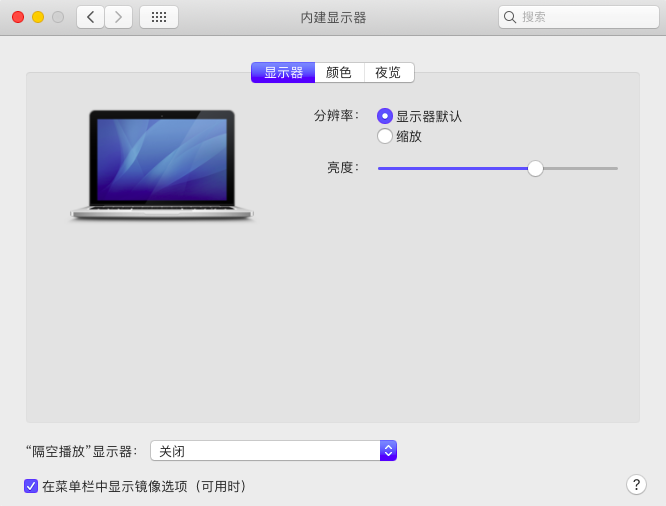 内建显示器
搜索
显示器 颜色 夜览
分辨率： 显示器默认
缩放
亮度：
“隔空播放”显示器： 关闭
在菜单栏中显示镜像选项（可用时）
?